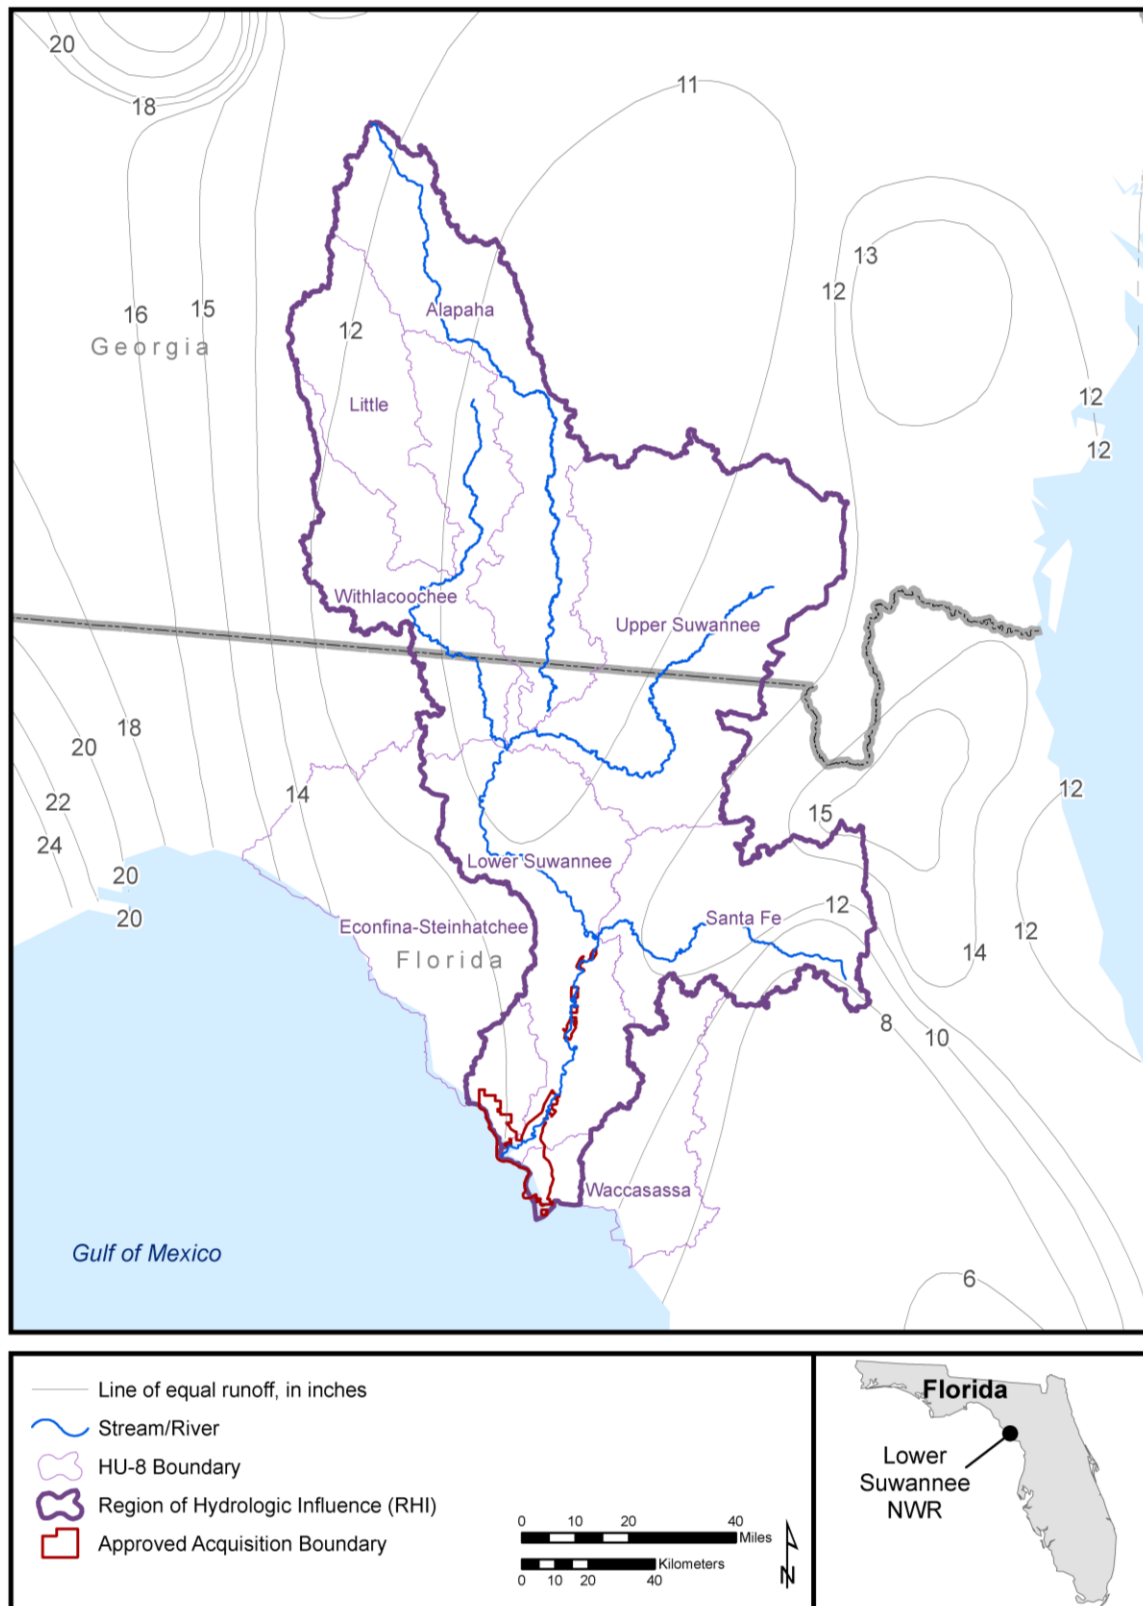 20
11
18
13
12
Alapaha
15
16
12
Georgia
12
Little
12
Withlacoochee
Upper Suwannee
18
20
12
14
22
15
24
Lower Suwannee
20
12
Santa Fe
20
Econfina-Steinhatchee
12
Florida
14
8
10
Waccasassa
Gulf of Mexico
6
Line of equal runoff, in inches
Stream/River
HU-8 Boundary
Region of Hydrologic Influence (RHI)
Approved Acquisition Boundary
0 10 20 40
Miles
Kilometers
0 10 20 40
N
Florida
Lower
Suwannee
NWR